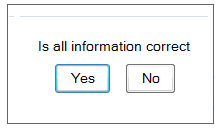 Is all information correct
Yes No